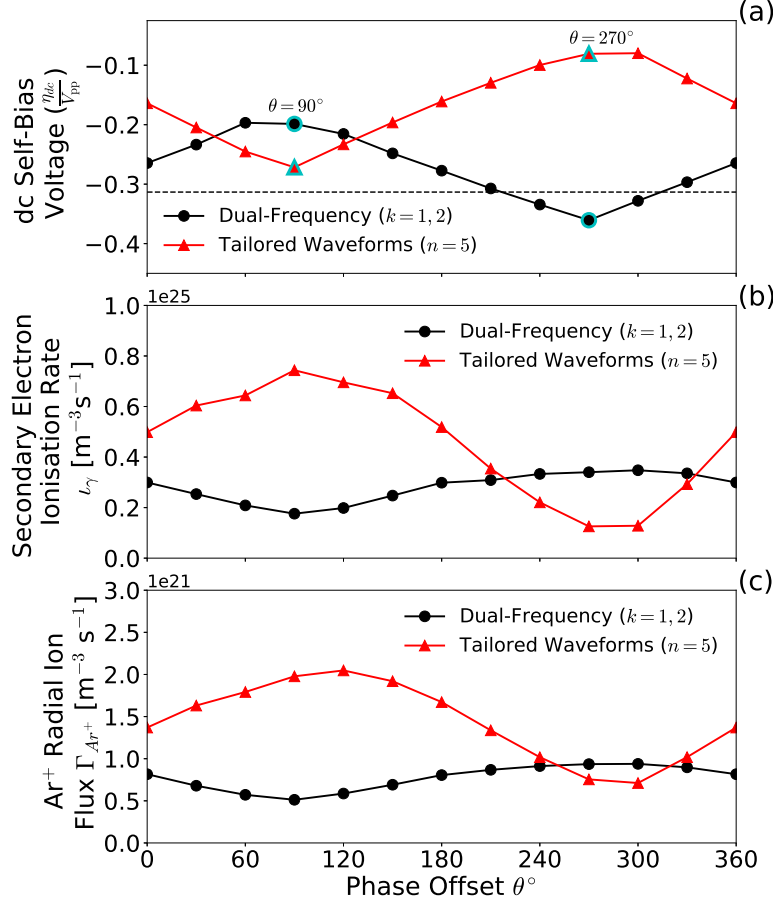 (a)
θ = 270°
−0.1
θ = 90°
−0.2
−0.3
−0.4
dc Self-Bias
Voltage (η_dc/V_pp)
Dual-Frequency (k = 1, 2)
Tailored Waveforms (n = 5)
(b)
1e25
1.0
0.8
0.6
0.4
0.2
0.0
Secondary Electron
Ionisation Rate
ι_γ [m⁻³s⁻¹]
Dual-Frequency (k = 1, 2)
Tailored Waveforms (n = 5)
(c)
1e21
3.0
2.5
2.0
1.5
1.0
0.5
0.0
Ar⁺ Radial Ion
Flux Γ_Ar⁺ [m⁻³ s⁻¹]
Dual-Frequency (k = 1, 2)
Tailored Waveforms (n = 5)
0 60 120 180 240 300 360
Phase Offset θ°